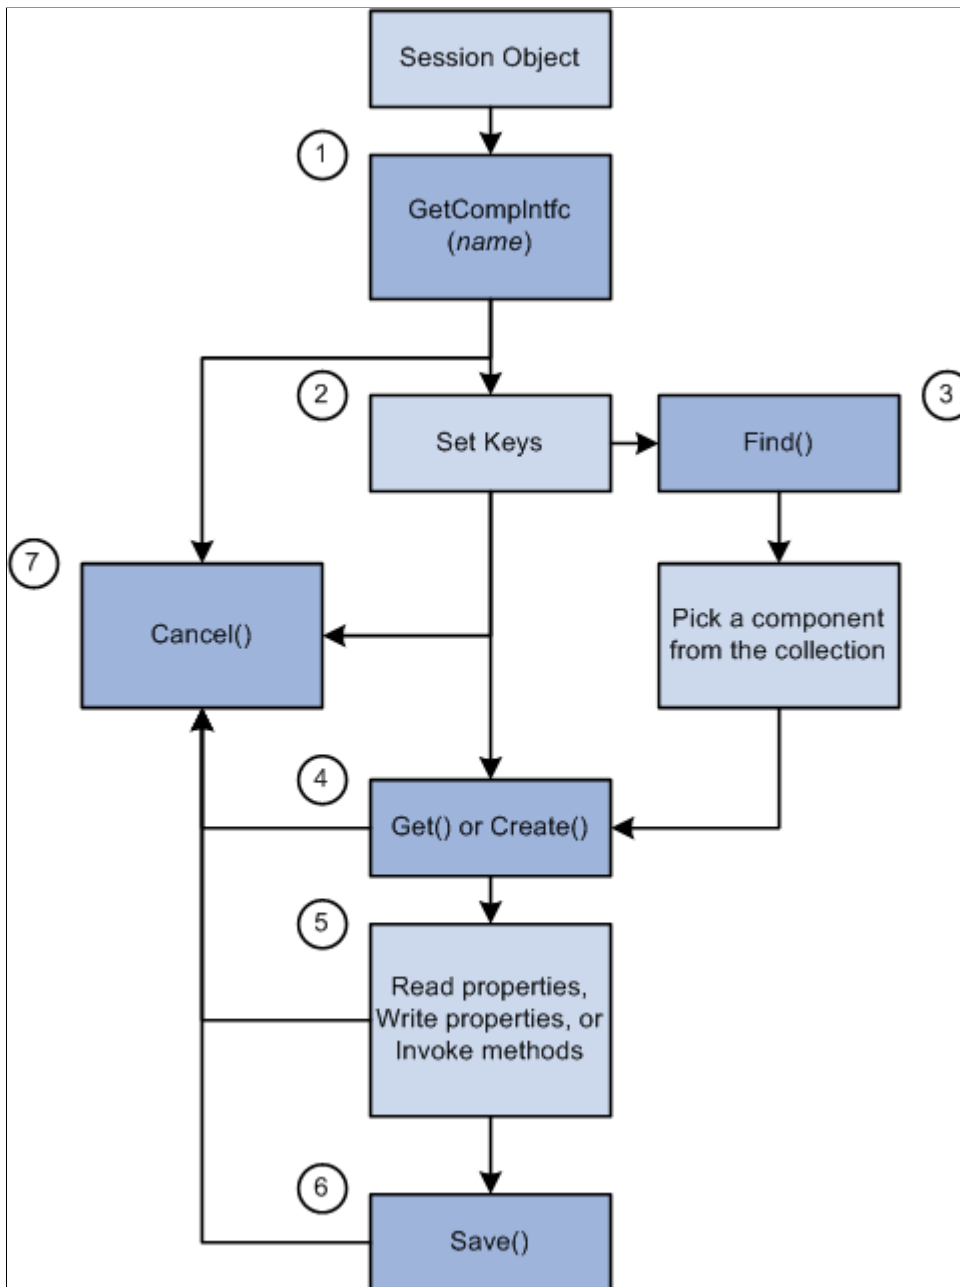 Session Object
1
GetCompIntfc
(name)
2
Set Keys
3
Find()
7
Cancel()
Pick a component
from the collection
4
Get() or Create()
5
Read properties,
Write properties, or
Invoke methods
6
Save()